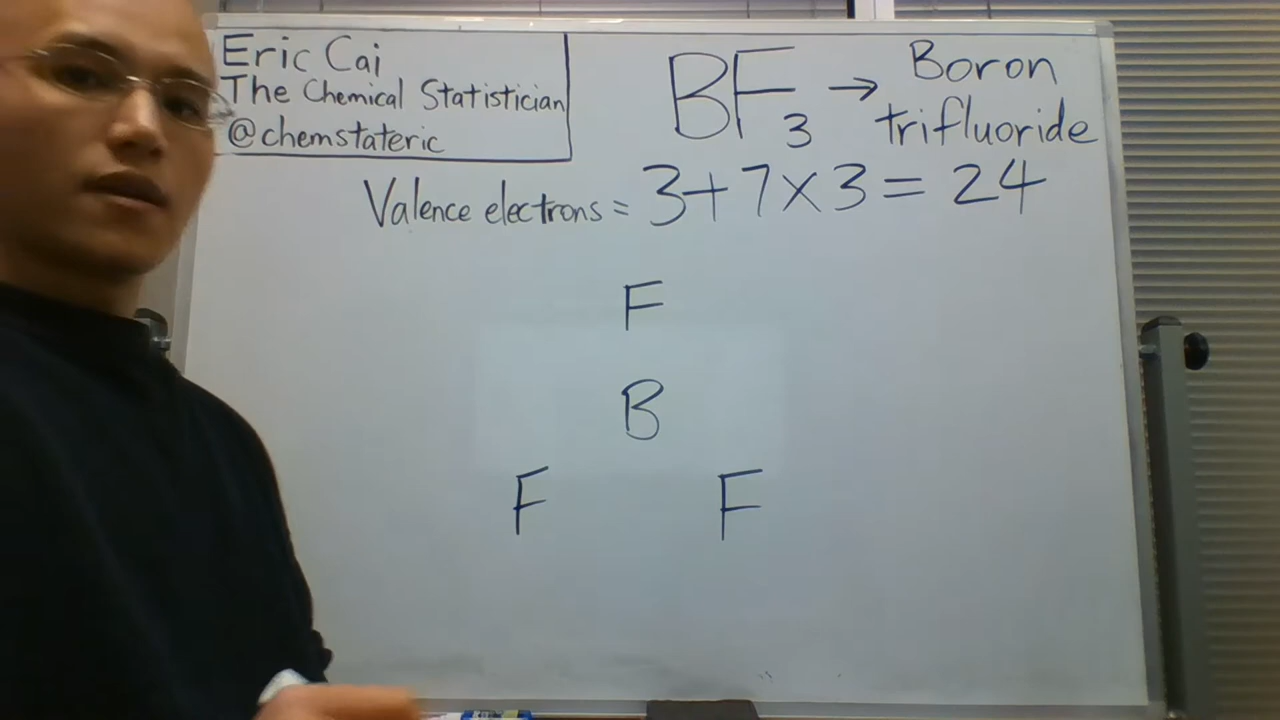 Eric Cai
The Chemical Statistician
@chemstateric
BF3 → Boron
trifluoride
Valence electrons = 3+7×3=24
F
B
F F